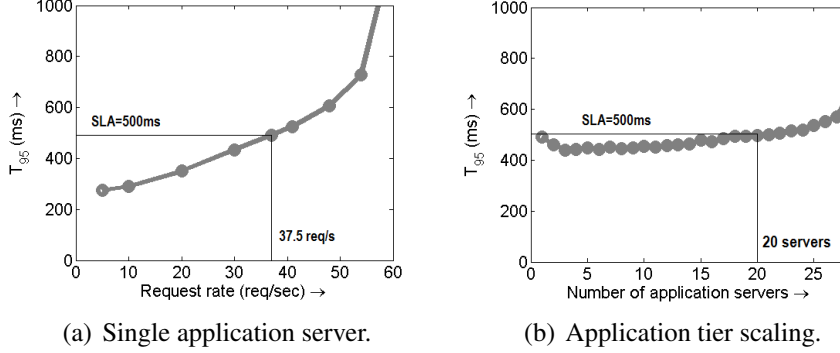 1000
800
600
400
200
0
T95 (ms) →
SLA=500ms
37.5 req/s
10 20 30 40 50 60
Request rate (req/sec) →
(a) Single application server.
1000
800
600
400
200
0
T95 (ms) →
SLA=500ms
20 servers
0 5 10 15 20 25
Number of application servers →
(b) Application tier scaling.